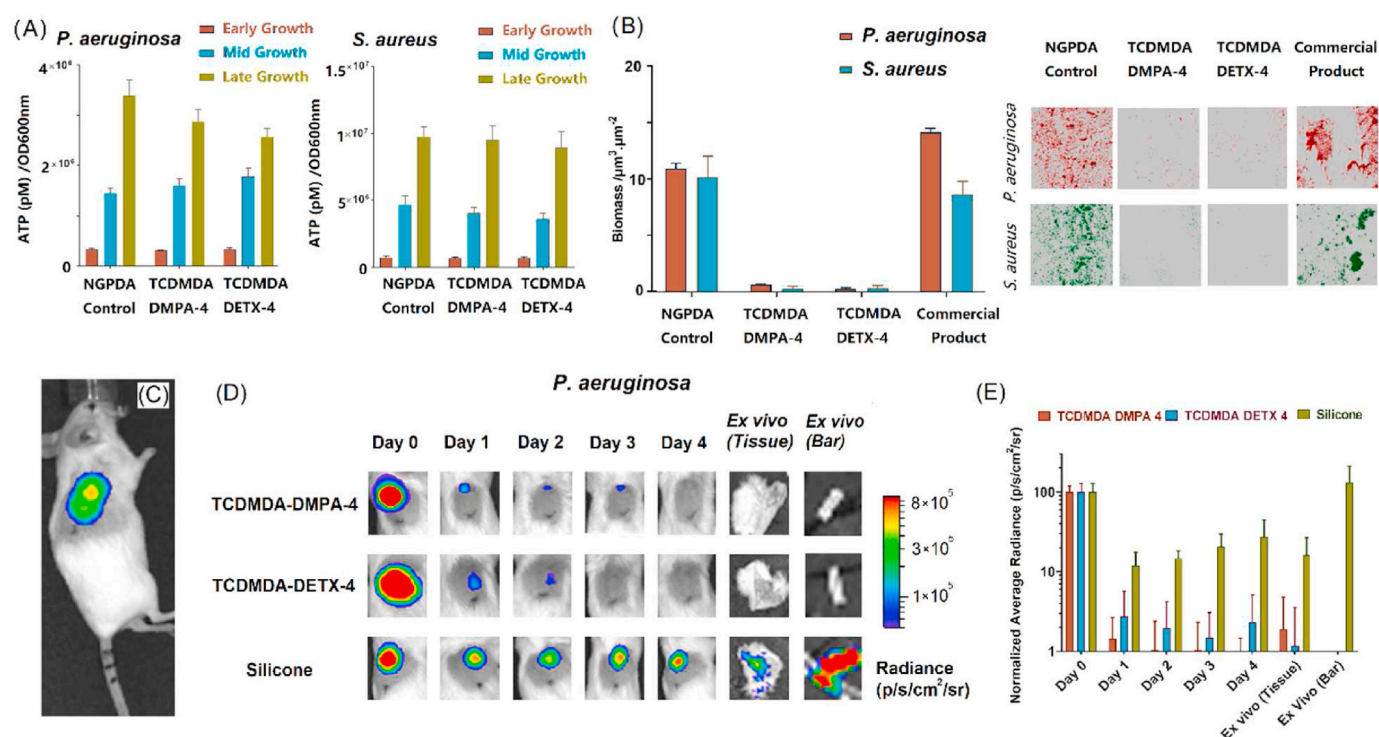 (A)
P. aeruginosa
Early Growth
Mid Growth
Late Growth
4×10⁶
2×10⁶
0
ATP (pM) /OD600nm
NGPDA TCDMDA TCDMDA
Control DMPA-4 DETX-4
S. aureus
Early Growth
Mid Growth
Late Growth
1.5×10⁷
1×10⁷
5×10⁶
0
ATP (pM) /OD600nm
NGPDA TCDMDA TCDMDA
Control DMPA-4 DETX-4
(B)
P. aeruginosa
S. aureus
20
10
0
Biomass/μm³·μm⁻²
NGPDA TCDMDA TCDMDA Commercial
Control DMPA-4 DETX-4 Product
NGPDA TCDMDA TCDMDA Commercial
Control DMPA-4 DETX-4 Product
P. aeruginosa
S. aureus
(C)
(D)
P. aeruginosa
Day 0 Day 1 Day 2 Day 3 Day 4 Ex vivo (Tissue) Ex vivo (Bar)
TCDMDA-DMPA-4
TCDMDA-DETX-4
Silicone
8×10⁵
3×10⁵
1×10⁵
Radiance
(p/s/cm²/sr)
(E)
TCDMDA DMPA 4 TCDMDA DETX 4 Silicone
100
10
1
Normalized Average Radiance (p/s/cm²/sr)
Day 0 Day 1 Day 2 Day 3 Day 4 Ex vivo (Tissue) Ex Vivo (Bar)